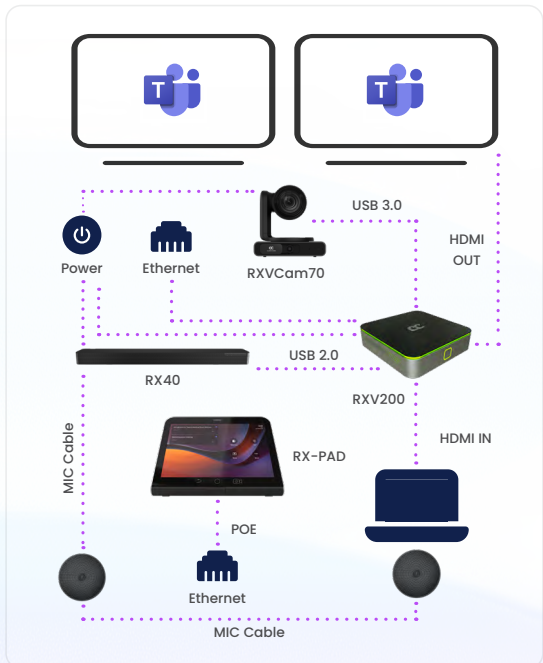 T
T
USB 3.0
HDMI
OUT
Power
Ethernet
RXVCam70
USB 2.0
RX40
RXV200
MIC Cable
RX-PAD
HDMI IN
POE
Ethernet
MIC Cable